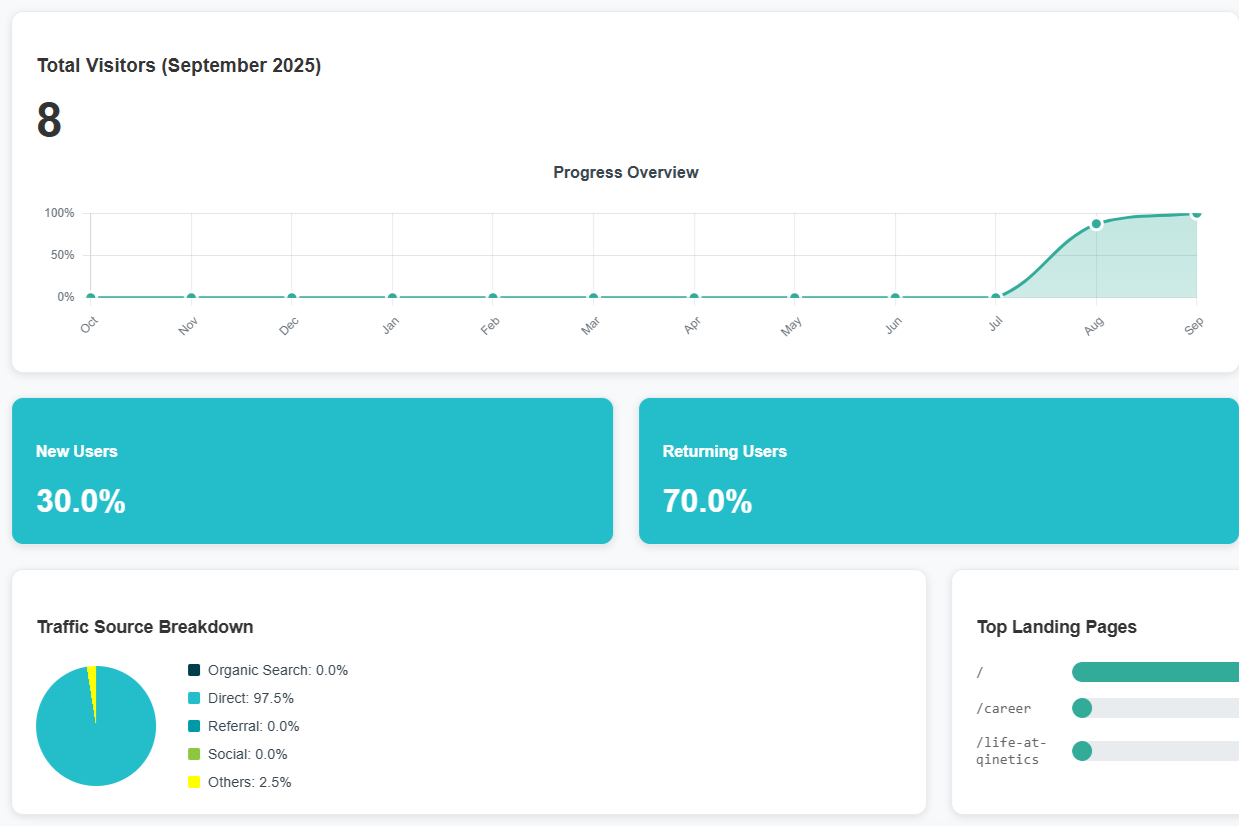 Total Visitors (September 2025)
8
Progress Overview
100%
50%
0%
Oct Nov Dec Jan Feb Mar Apr May Jun Jul Aug Sep
New Users
30.0%
Returning Users
70.0%
Traffic Source Breakdown
Organic Search: 0.0%
Direct: 97.5%
Referral: 0.0%
Social: 0.0%
Others: 2.5%
Top Landing Pages
/
/career
/life-at-
qinetics